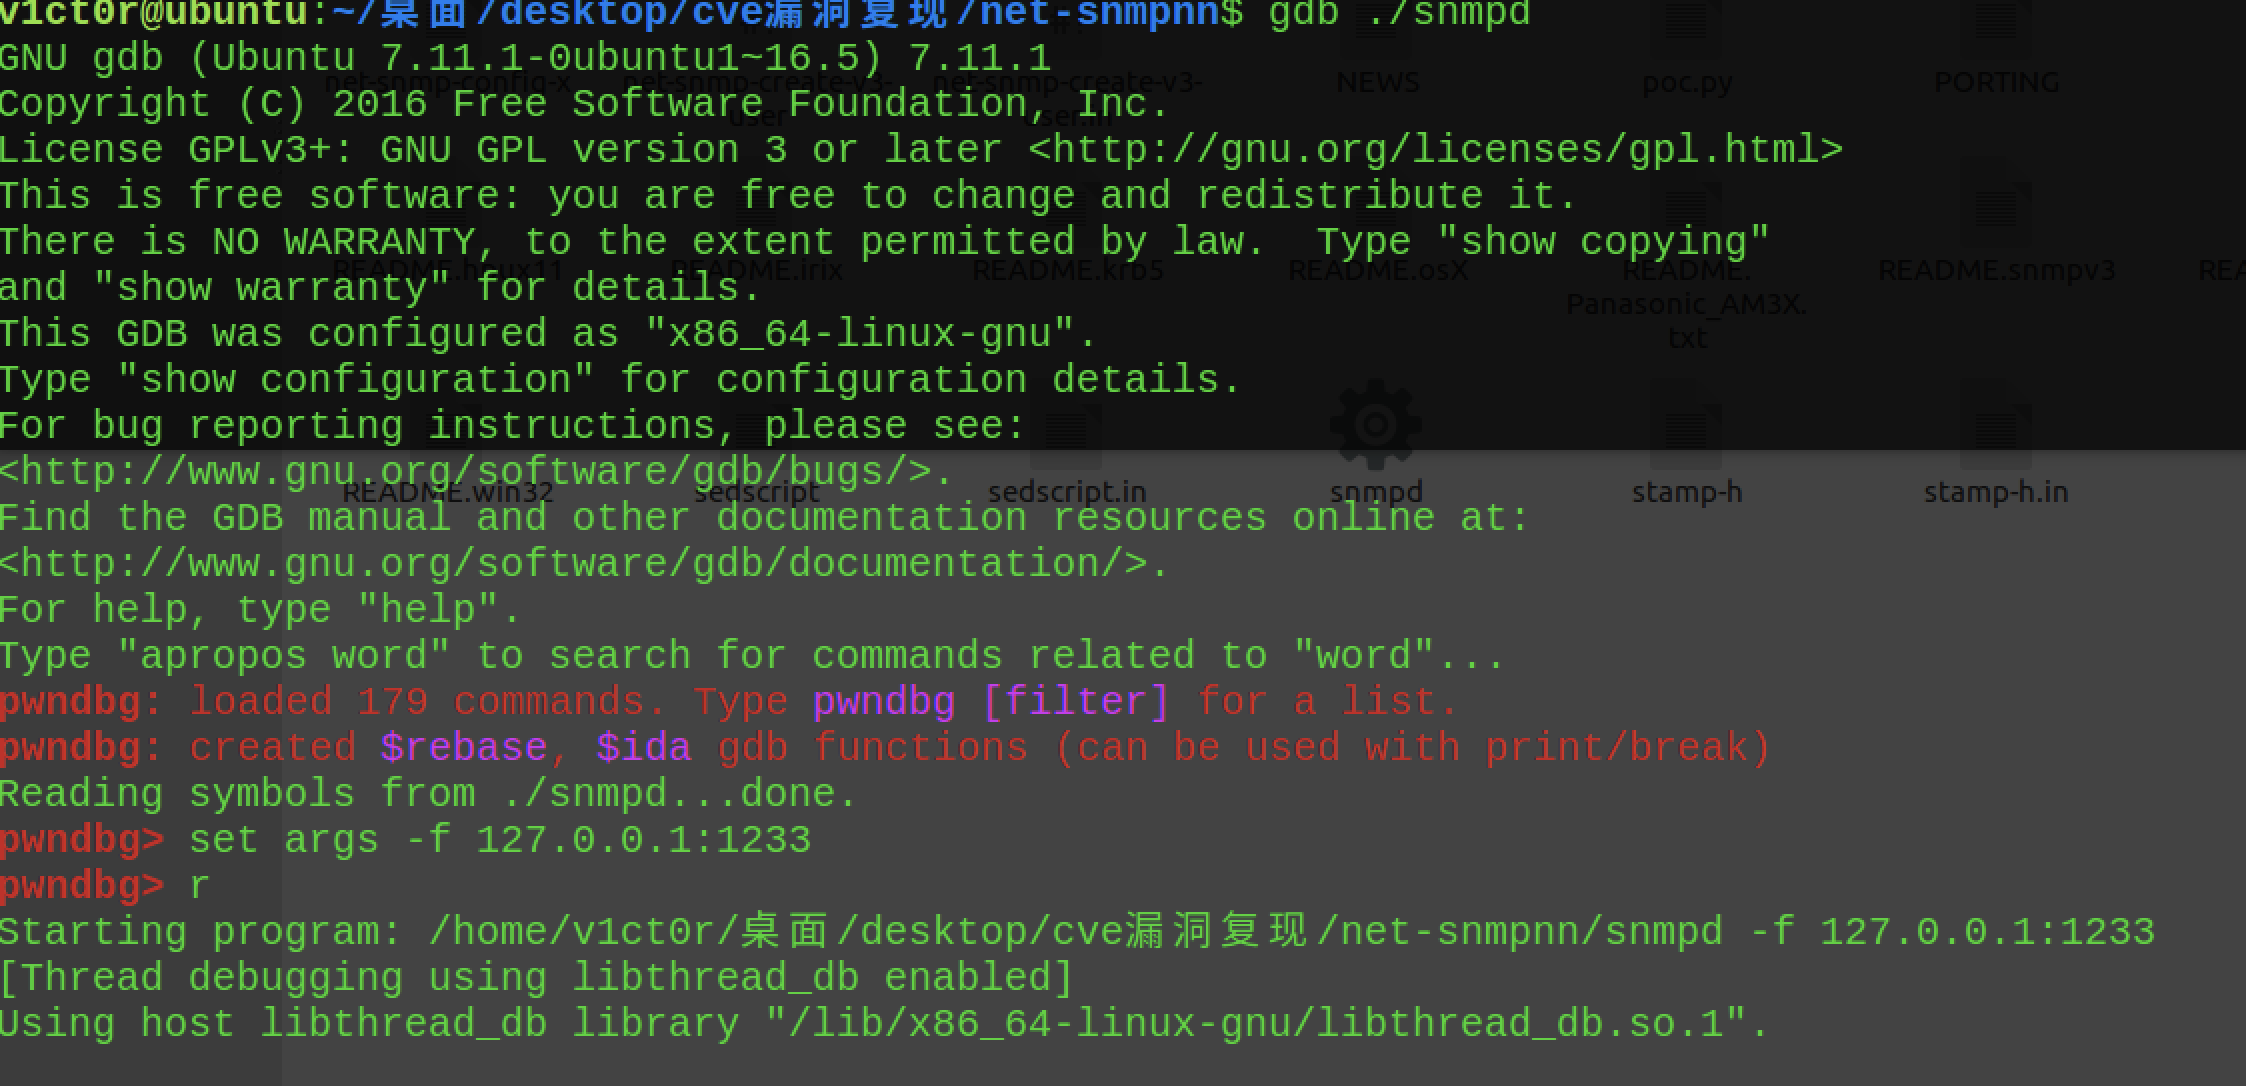 v1ct0r@ubuntu:~/桌面/desktop/cve漏洞复现/net-snmpnn$ gdb ./snmpd
GNU gdb (Ubuntu 7.11.1-0ubuntu1~16.5) 7.11.1
net-snmp-config-x net-snmp-create-v3-user net-snmp-create-v3-user.in NEWS poc.py PORTING
Copyright (C) 2016 Free Software Foundation, Inc.
License GPLv3+: GNU GPL version 3 or later <http://gnu.org/licenses/gpl.html>
This is free software: you are free to change and redistribute it.
There is NO WARRANTY, to the extent permitted by law.  Type "show copying"
README.hpux11 README.irix README.krb5 README.osX README.Panasonic_AM3X.txt README.snmpv3
and "show warranty" for details.
This GDB was configured as "x86_64-linux-gnu".
Type "show configuration" for configuration details.
For bug reporting instructions, please see:
<http://www.gnu.org/software/gdb/bugs/>.
README.win32 sedscript sedscript.in snmpd stamp-h stamp-h.in
Find the GDB manual and other documentation resources online at:
<http://www.gnu.org/software/gdb/documentation/>.
For help, type "help".
Type "apropos word" to search for commands related to "word"...
pwndbg: loaded 179 commands. Type pwndbg [filter] for a list.
pwndbg: created $rebase, $ida gdb functions (can be used with print/break)
Reading symbols from ./snmpd...done.
pwndbg> set args -f 127.0.0.1:1233
pwndbg> r
Starting program: /home/v1ct0r/桌面/desktop/cve漏洞复现/net-snmpnn/snmpd -f 127.0.0.1:1233
[Thread debugging using libthread_db enabled]
Using host libthread_db library "/lib/x86_64-linux-gnu/libthread_db.so.1".